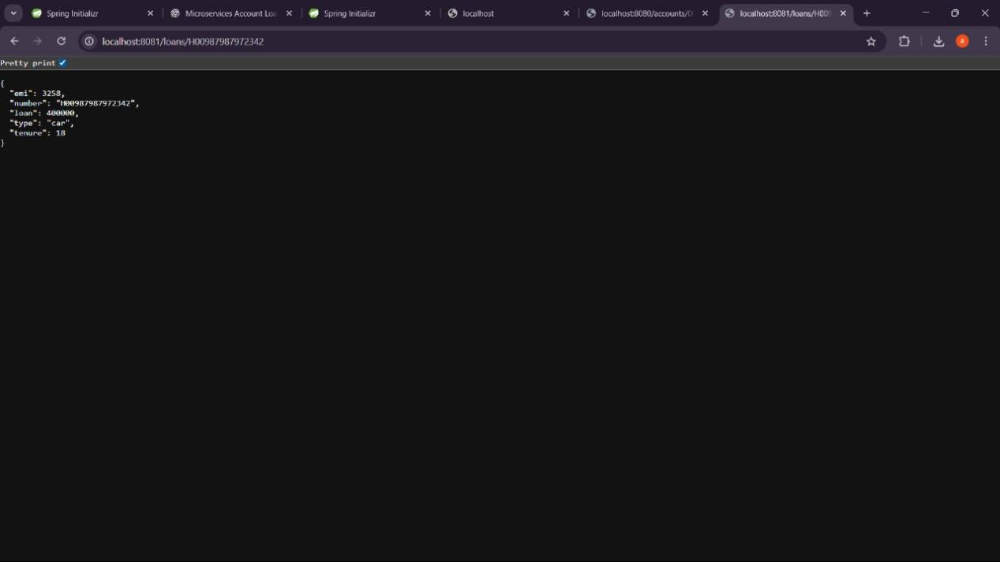 Spring Initializr
Microservices Account Loa
Spring Initializr
localhost
localhost:8080/accounts/0
localhost:8081/loans/H009
localhost:8081/loans/H00987987972342
a
Pretty print
{
"emi": 3258,
"number": "H00987987972342",
"loan": 400000,
"type": "car",
"tenure": 18
}